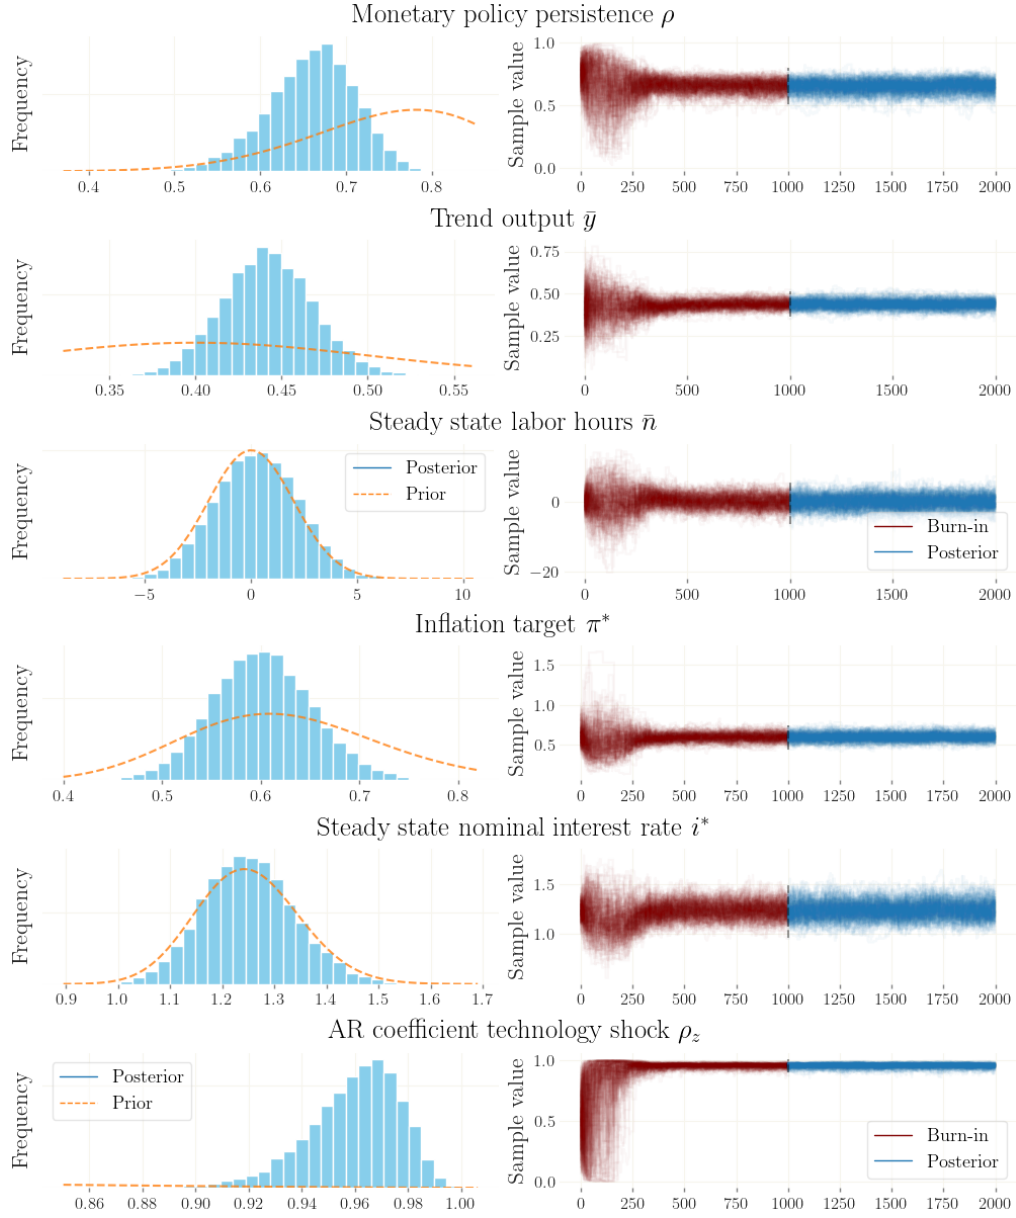 Monetary policy persistence ρ
Frequency
0.4 0.5 0.6 0.7 0.8
Sample value
1.0
0.5
0.0
0 250 500 750 1000 1250 1500 1750 2000
Trend output ȳ
Frequency
0.35 0.40 0.45 0.50 0.55
Sample value
0.75
0.50
0.25
0 500 1000 1500 2000
Steady state labor hours n̄
Frequency
Posterior
Prior
−5 0 5 10
Sample value
0
−20
Burn-in
Posterior
0 500 1000 1500 2000
Inflation target π*
Frequency
0.4 0.5 0.6 0.7 0.8
Sample value
1.5
1.0
0.5
0 250 500 750 1000 1250 1500 1750 2000
Steady state nominal interest rate i*
Frequency
0.9 1.0 1.1 1.2 1.3 1.4 1.5 1.6 1.7
Sample value
1.5
1.0
0 250 500 750 1000 1250 1500 1750 2000
AR coefficient technology shock ρ_z
Frequency
Posterior
Prior
0.86 0.88 0.90 0.92 0.94 0.96 0.98 1.00
Sample value
1.0
0.5
0.0
Burn-in
Posterior
0 250 500 750 1000 1250 1500 1750 2000